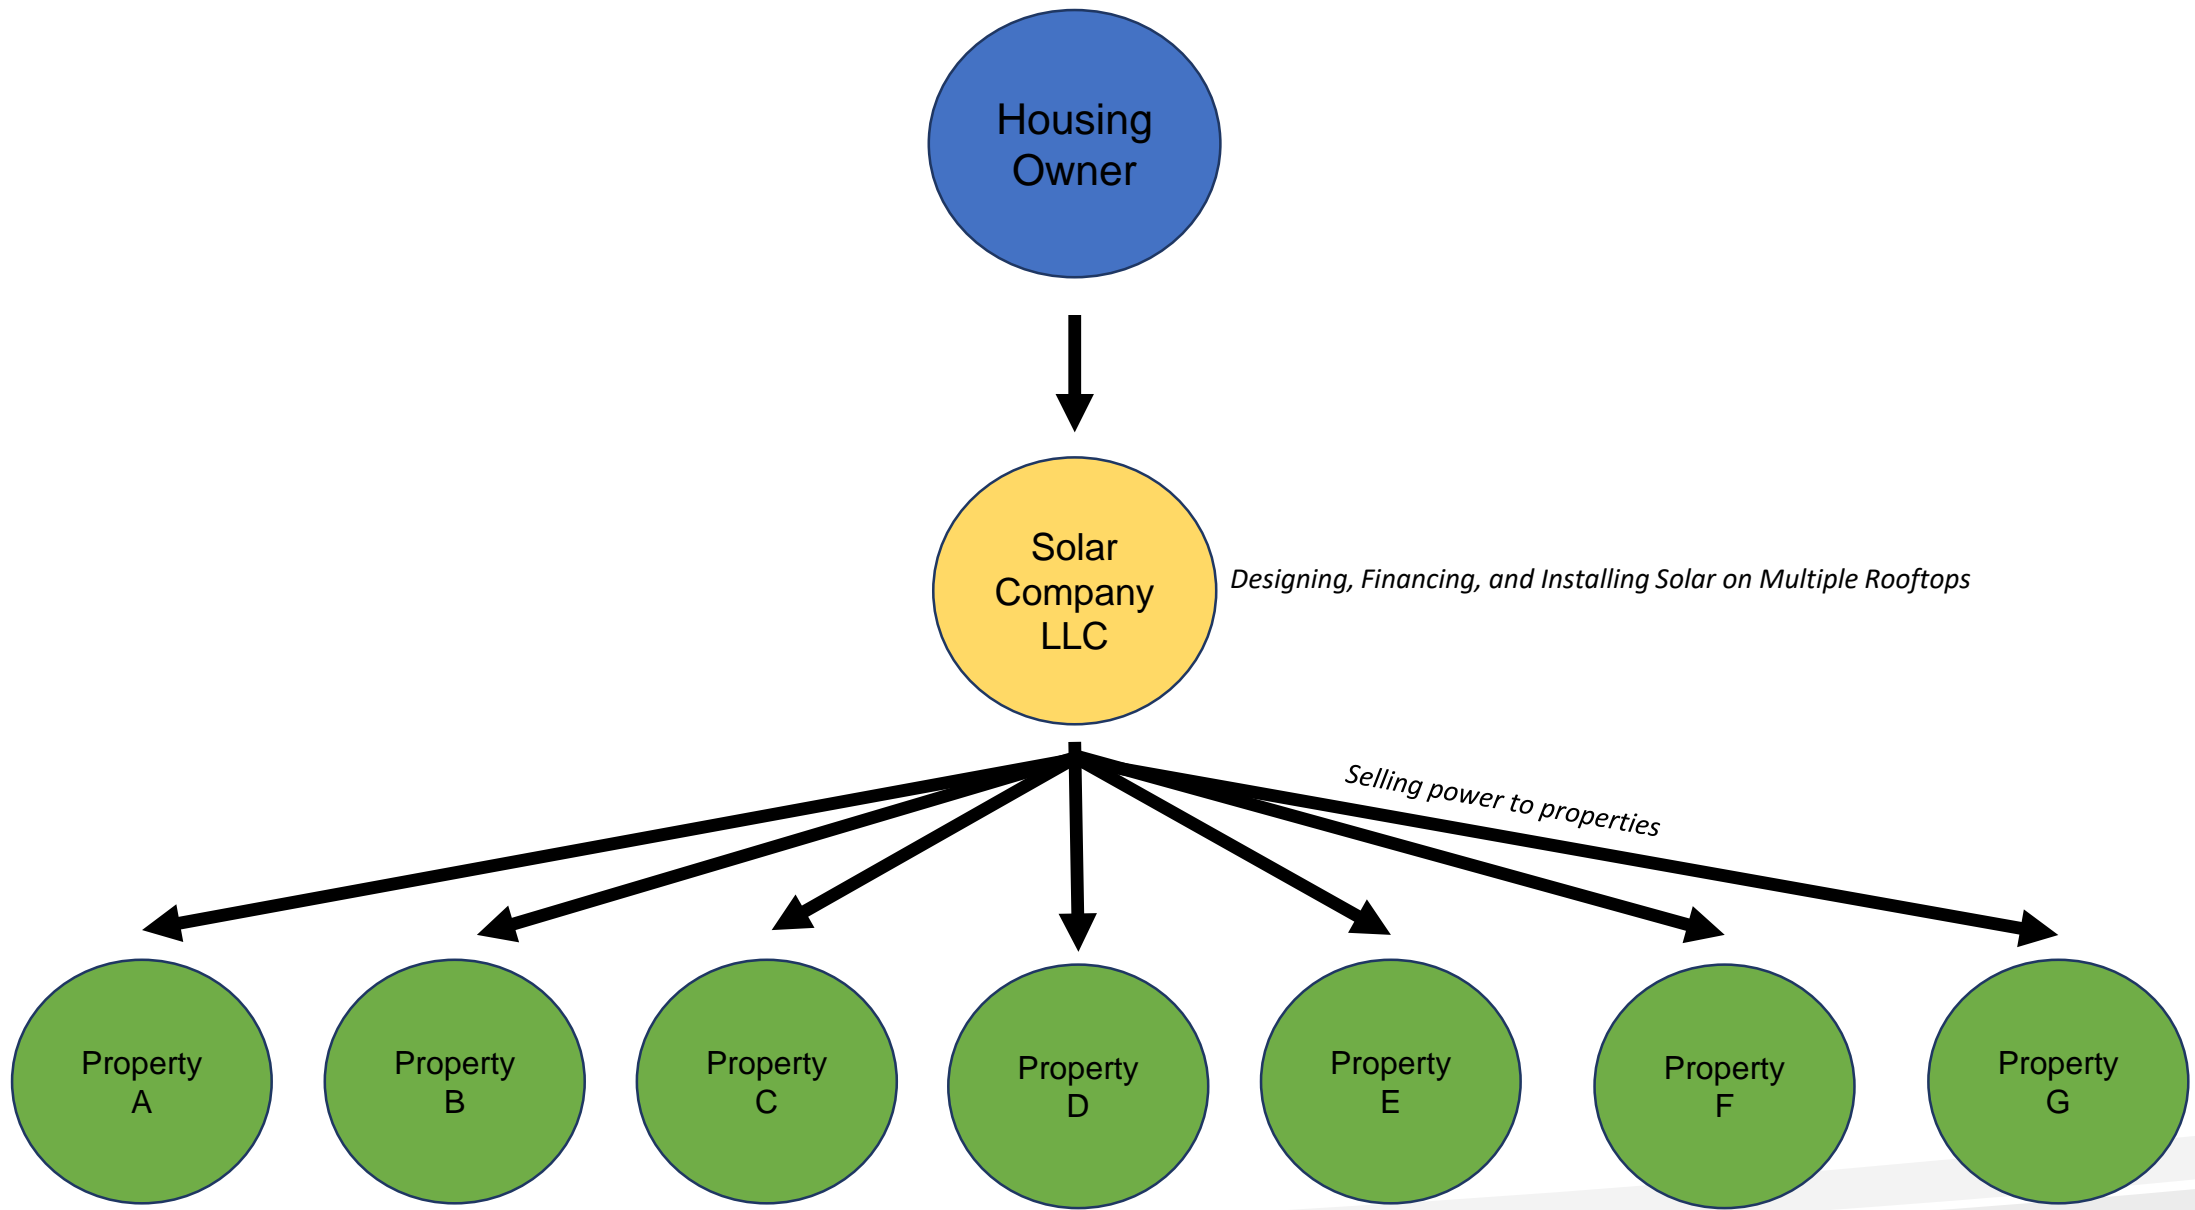 Housing
Owner
Solar
Company
LLC
Designing, Financing, and Installing Solar on Multiple Rooftops
Selling power to properties
Property
A
Property
B
Property
C
Property
D
Property
E
Property
F
Property
G